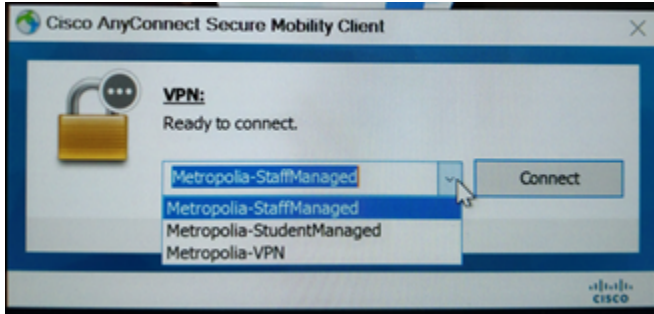 Cisco AnyConnect Secure Mobility Client
VPN:
Ready to connect.
Metropolia-StaffManaged
Connect
Metropolia-StaffManaged
Metropolia-StudentManaged
Metropolia-VPN
CISCO